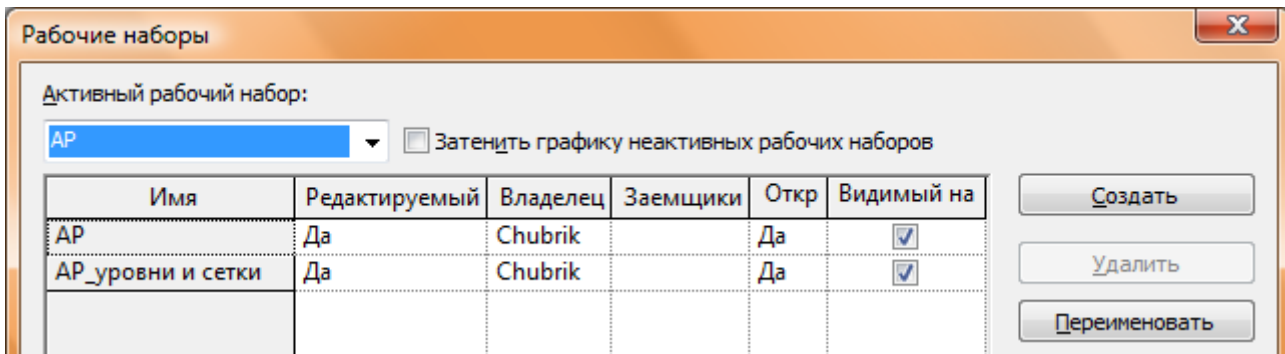 Рабочие наборы
Активный рабочий набор:
АР
Затенить графику неактивных рабочих наборов
Имя Редактируемый Владелец Заемщики Откр Видимый на
Создать
АР Да Chubrik Да
АР_уровни и сетки Да Chubrik Да
Удалить
Переименовать